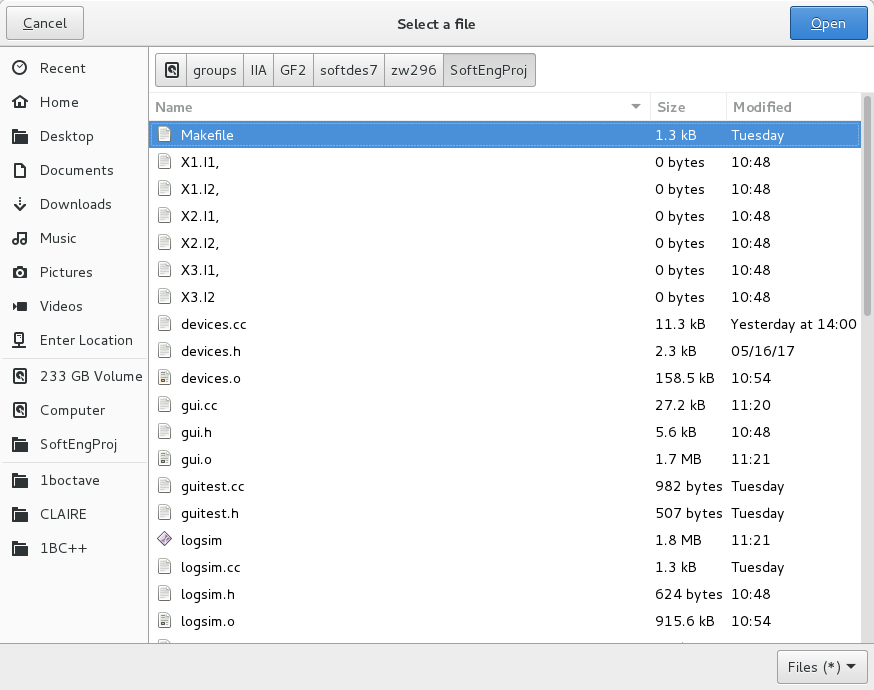 Cancel Select a file Open
Recent
Home
Desktop
Documents
Downloads
Music
Pictures
Videos
Enter Location
233 GB Volume
Computer
SoftEngProj
1boctave
CLAIRE
1BC++
groups IIA GF2 softdes7 zw296 SoftEngProj
Name Size Modified
Makefile 1.3 kB Tuesday
X1.I1, 0 bytes 10:48
X1.I2, 0 bytes 10:48
X2.I1, 0 bytes 10:48
X2.I2, 0 bytes 10:48
X3.I1, 0 bytes 10:48
X3.I2 0 bytes 10:48
devices.cc 11.3 kB Yesterday at 14:00
devices.h 2.3 kB 05/16/17
devices.o 158.5 kB 10:54
gui.cc 27.2 kB 11:20
gui.h 5.6 kB 10:48
gui.o 1.7 MB 11:21
guitest.cc 982 bytes Tuesday
guitest.h 507 bytes Tuesday
logsim 1.8 MB 11:21
logsim.cc 1.3 kB Tuesday
logsim.h 624 bytes 10:48
logsim.o 915.6 kB 10:54
Files (*)